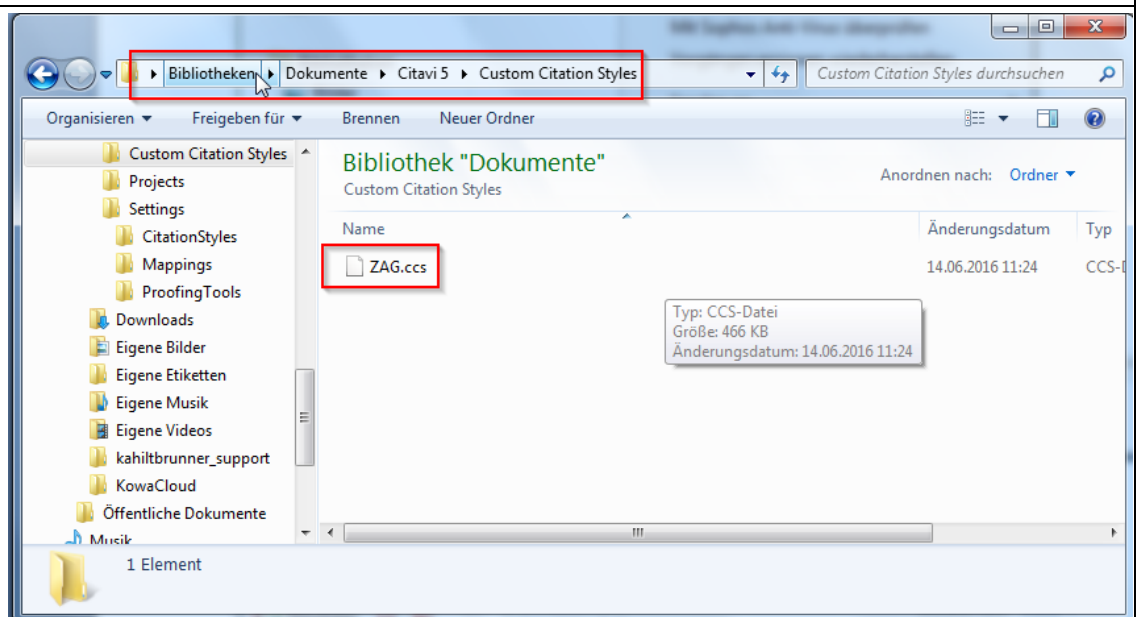 Bibliotheken ▸ Dokumente ▸ Citavi 5 ▸ Custom Citation Styles
Custom Citation Styles durchsuchen
Organisieren
Freigeben für
Brennen
Neuer Ordner
Custom Citation Styles
Projects
Settings
CitationStyles
Mappings
ProofingTools
Downloads
Eigene Bilder
Eigene Etiketten
Eigene Musik
Eigene Videos
kahiltbrunner_support
KowaCloud
Öffentliche Dokumente
Musik
Bibliothek "Dokumente"
Custom Citation Styles
Anordnen nach: Ordner
Name
Änderungsdatum
Typ
ZAG.ccs
14.06.2016 11:24
CCS-
Typ: CCS-Datei
Größe: 466 KB
Änderungsdatum: 14.06.2016 11:24
1 Element